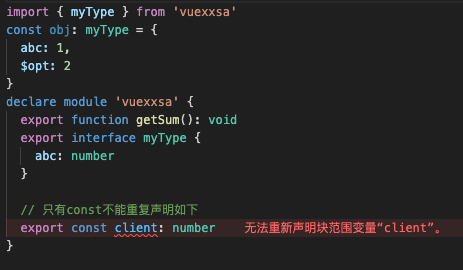 import { myType } from 'vuexxsa'
const obj: myType = {
  abc: 1,
  $opt: 2
}
declare module 'vuexxsa' {
  export function getSum(): void
  export interface myType {
    abc: number
  }

  // 只有const不能重复声明如下
  export const client: number    无法重新声明块范围变量“client”。
}